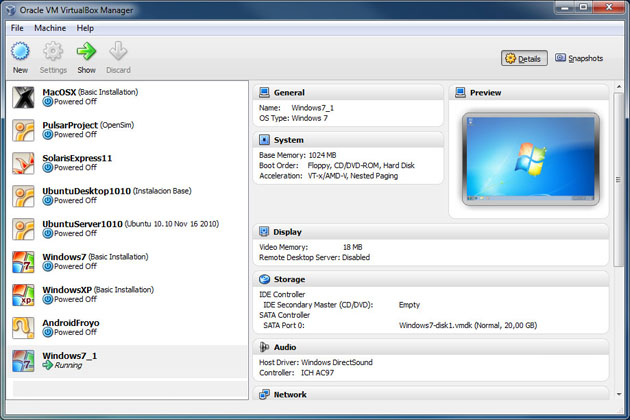 Oracle VM VirtualBox Manager
File Machine Help
New Settings Show Discard
Details Snapshots
MacOSX (Basic Installation)
Powered Off
PulsarProject (OpenSim)
Powered Off
SolarisExpress11
Powered Off
UbuntuDesktop1010 (Instalacion Base)
Powered Off
UbuntuServer1010 (Ubuntu 10.10 Nov 16 2010)
Powered Off
Windows7 (Basic Installation)
Powered Off
WindowsXP (Basic Installation)
Powered Off
AndroidFroyo
Powered Off
Windows7_1
Running
General
Name: Windows7_1
OS Type: Windows 7
System
Base Memory: 1024 MB
Boot Order: Floppy, CD/DVD-ROM, Hard Disk
Acceleration: VT-x/AMD-V, Nested Paging
Preview
Display
Video Memory: 18 MB
Remote Desktop Server: Disabled
Storage
IDE Controller
IDE Secondary Master (CD/DVD): Empty
SATA Controller
SATA Port 0: Windows7-disk1.vmdk (Normal, 20,00 GB)
Audio
Host Driver: Windows DirectSound
Controller: ICH AC97
Network